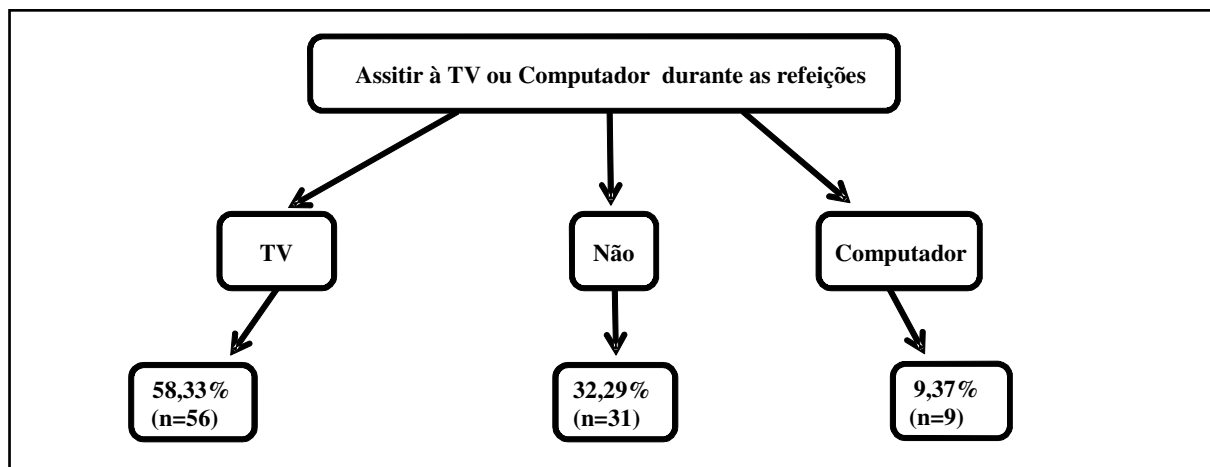 Assitir à TV ou Computador durante as refeições
TV
Não
Computador
58,33%
(n=56)
32,29%
(n=31)
9,37%
(n=9)